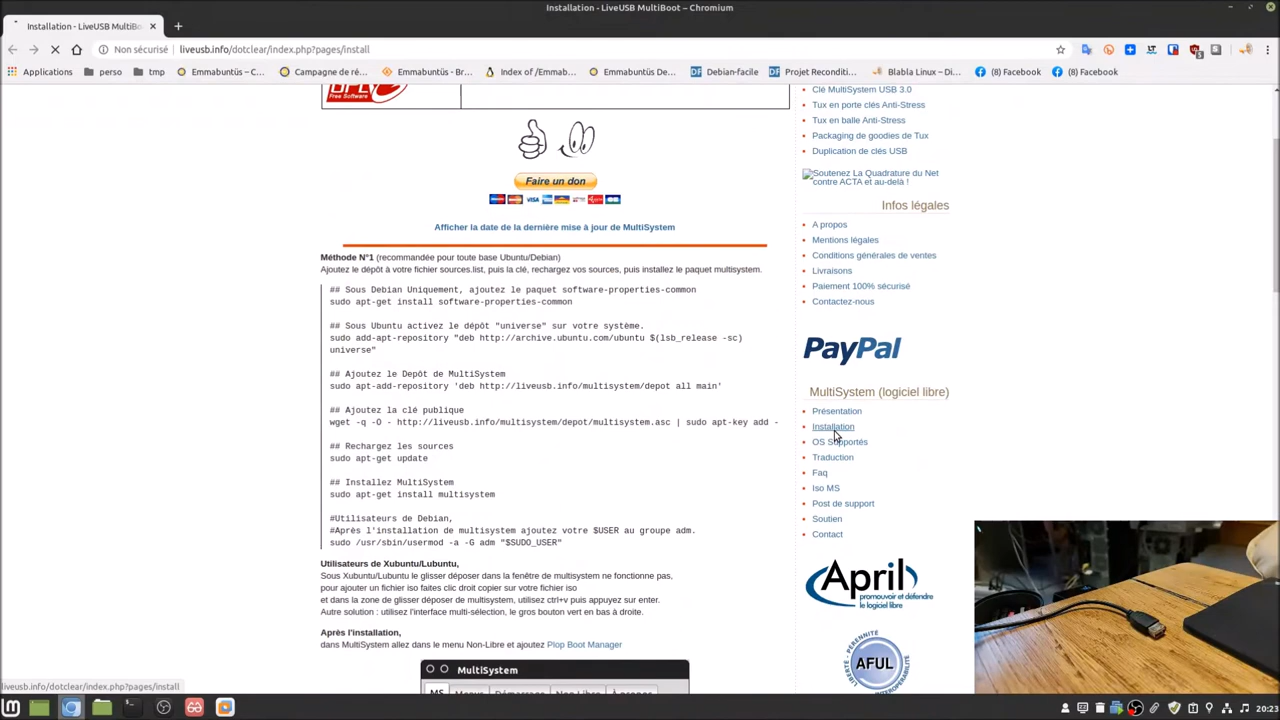 Installation - LiveUSB MultiBoot – Chromium
Installation - LiveUSB MultiBo
Non sécurisé
liveusb.info/dotclear/index.php?pages/install
Applications
perso
tmp
Emmabuntüs – C...
Campagne de ré...
Emmabuntüs - Br...
Index of /Emmab...
Emmabuntüs De...
Debian-facile
Projet Reconditi...
Blabla Linux – Di...
(8) Facebook
(8) Facebook
Free Software
Faire un don
VISA
Afficher la date de la dernière mise à jour de MultiSystem
Méthode N°1 (recommandée pour toute base Ubuntu/Debian)
Ajoutez le dépôt à votre fichier sources.list, puis la clé, rechargez vos sources, puis installez le paquet multisystem.
## Sous Debian Uniquement, ajoutez le paquet software-properties-common
sudo apt-get install software-properties-common
## Sous Ubuntu activez le dépôt "universe" sur votre système.
sudo add-apt-repository "deb http://archive.ubuntu.com/ubuntu $(lsb_release -sc)
universe"
## Ajoutez le Depôt de MultiSystem
sudo apt-add-repository 'deb http://liveusb.info/multisystem/depot all main'
## Ajoutez la clé publique
wget -q -O - http://liveusb.info/multisystem/depot/multisystem.asc | sudo apt-key add -
## Rechargez les sources
sudo apt-get update
## Installez MultiSystem
sudo apt-get install multisystem
#Utilisateurs de Debian,
#Après l'installation de multisystem ajoutez votre $USER au groupe adm.
sudo /usr/sbin/usermod -a -G adm "$SUDO_USER"
Utilisateurs de Xubuntu/Lubuntu,
Sous Xubuntu/Lubuntu le glisser déposer dans la fenêtre de multisystem ne fonctionne pas,
pour ajouter un fichier iso faites clic droit copier sur votre fichier iso
et dans la zone de glisser déposer de multisystem, utilisez ctrl+v puis appuyez sur enter.
Autre solution : utilisez l'interface multi-sélection, le gros bouton vert en bas à droite.
Après l'installation,
dans MultiSystem allez dans le menu Non-Libre et ajoutez Plop Boot Manager
MultiSystem
MS Menus Démarrage Non-Libre À propos
Clé MultiSystem USB 3.0
Tux en porte clés Anti-Stress
Tux en balle Anti-Stress
Packaging de goodies de Tux
Duplication de clés USB
Soutenez La Quadrature du Net
contre ACTA et au-delà !
Infos légales
A propos
Mentions légales
Conditions générales de ventes
Livraisons
Paiement 100% sécurisé
Contactez-nous
PayPal
MultiSystem (logiciel libre)
Présentation
Installation
OS Supportés
Traduction
Faq
Iso MS
Post de support
Soutien
Contact
April
promouvoir et défendre
le logiciel libre
AFUL
liveusb.info/dotclear/index.php?pages/install
20:23